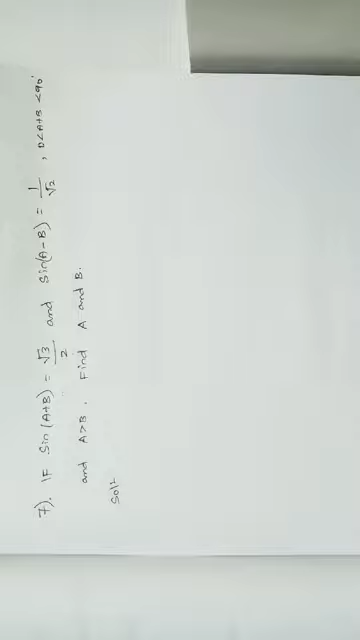 7). IF Sin(A+B) = √3/2 and Sin(A-B) = 1/√2, 0<A+B<90°
and A>B. Find A and B.
Sol: